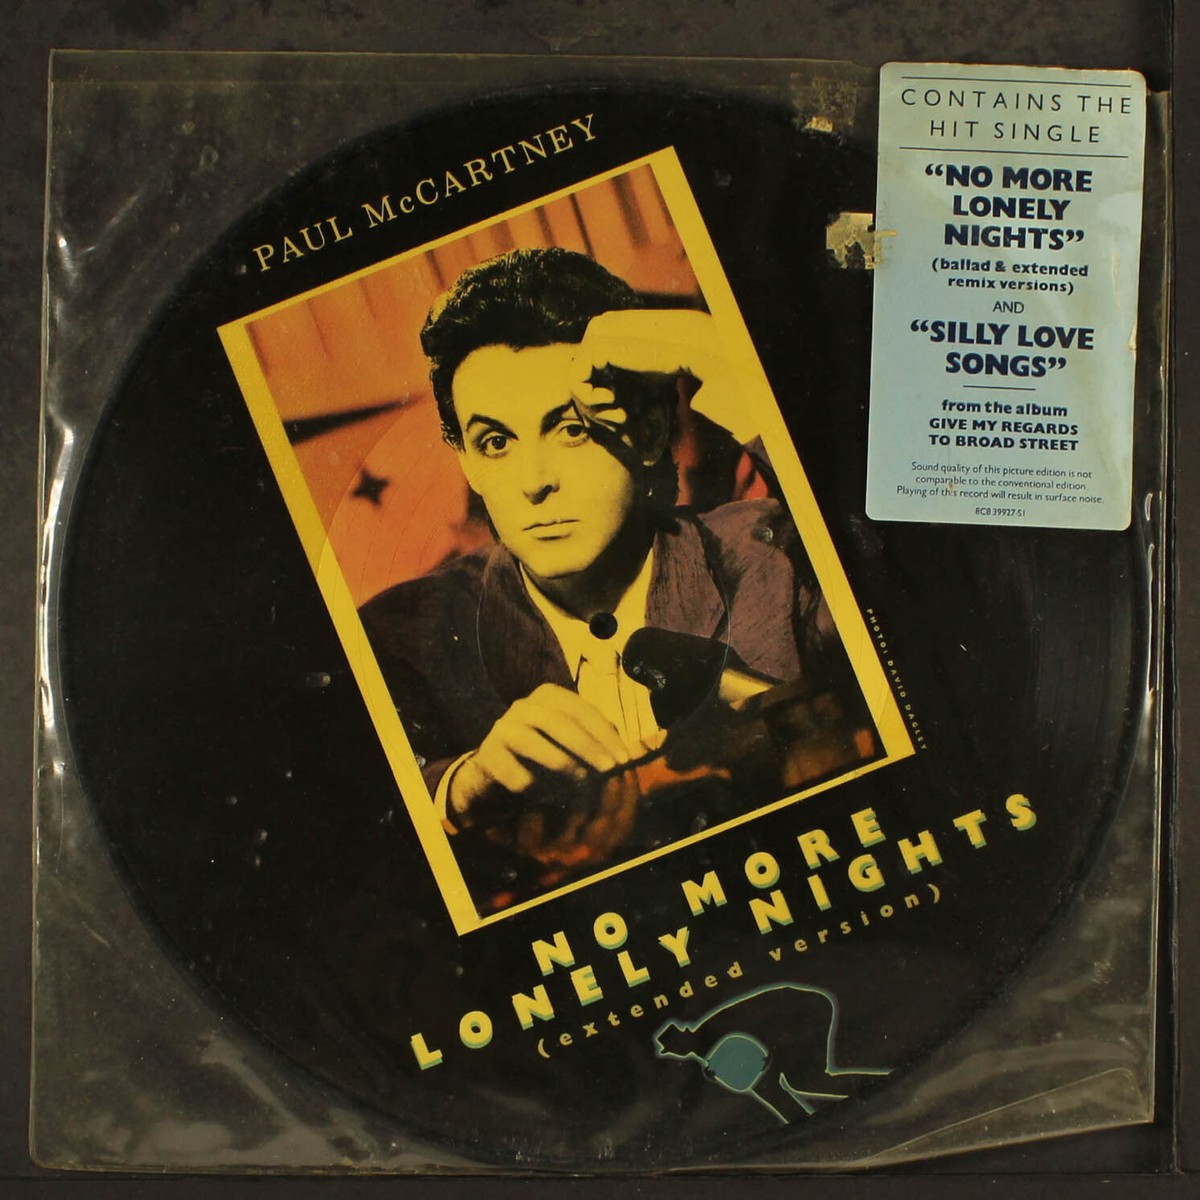 PAUL McCARTNEY
NO MORE
LONELY NIGHTS
(extended version)
PHOTO: DAVID DAGLEY
CONTAINS THE
HIT SINGLE
“NO MORE
LONELY
NIGHTS”
(ballad & extended
remix versions)
AND
“SILLY LOVE
SONGS”
from the album
GIVE MY REGARDS
TO BROAD STREET
Sound quality of this picture edition is not
comparable to the conventional edition
Playing of this record will result in surface noise.
8C8 39927-S1